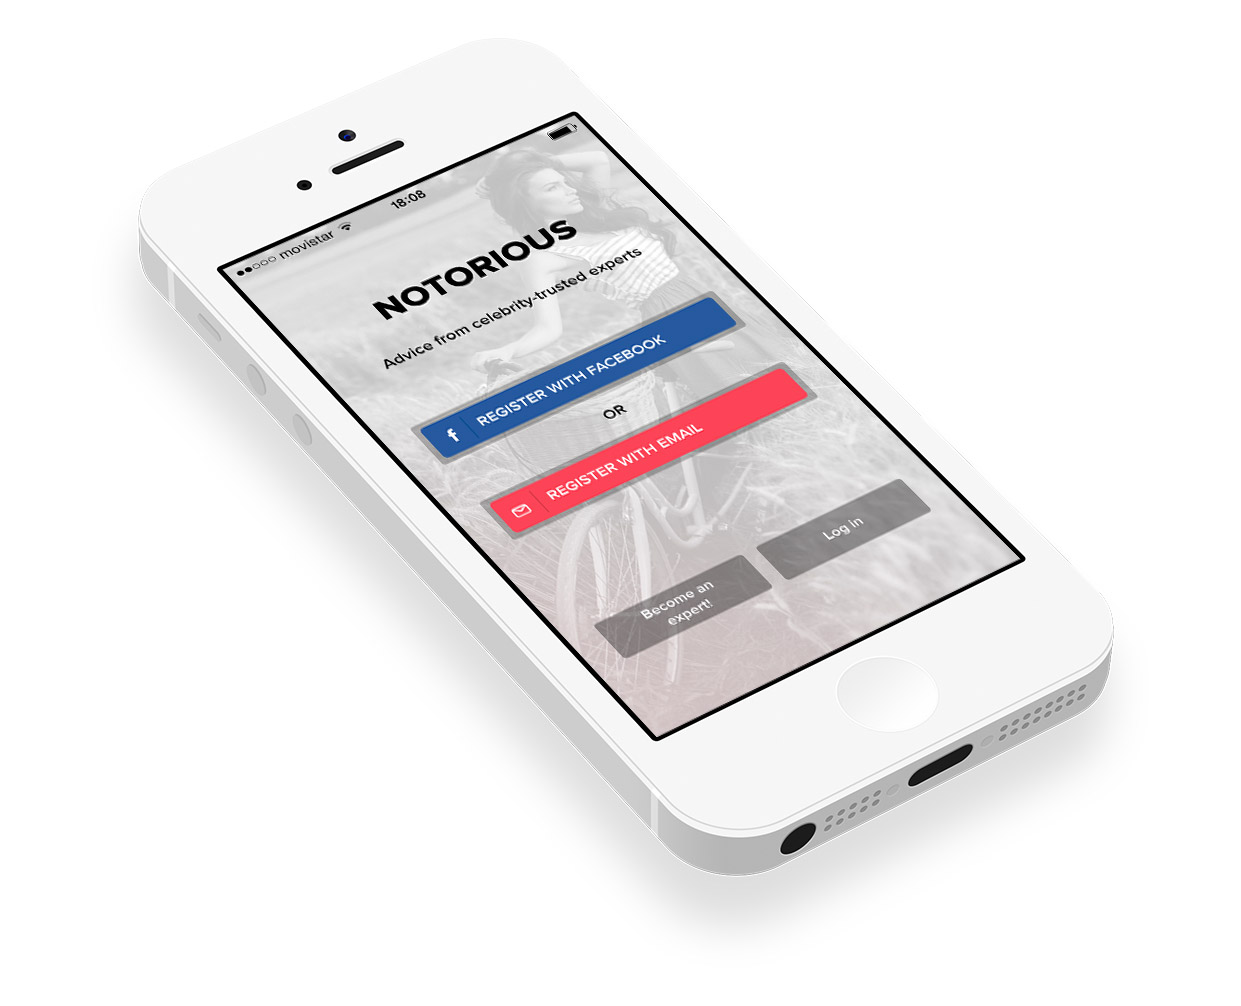 movistar 18:08
NOTORIOUS
Advice from celebrity-trusted experts
f REGISTER WITH FACEBOOK
OR
REGISTER WITH EMAIL
Become an
expert!
Log in